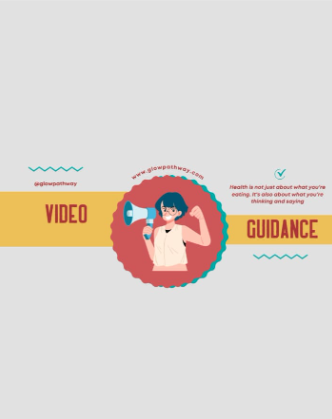 www.glowpathway.com
@glowpathway
Health is not just about what you're
eating. It's also about what you're
thinking and saying
VIDEO
GUIDANCE